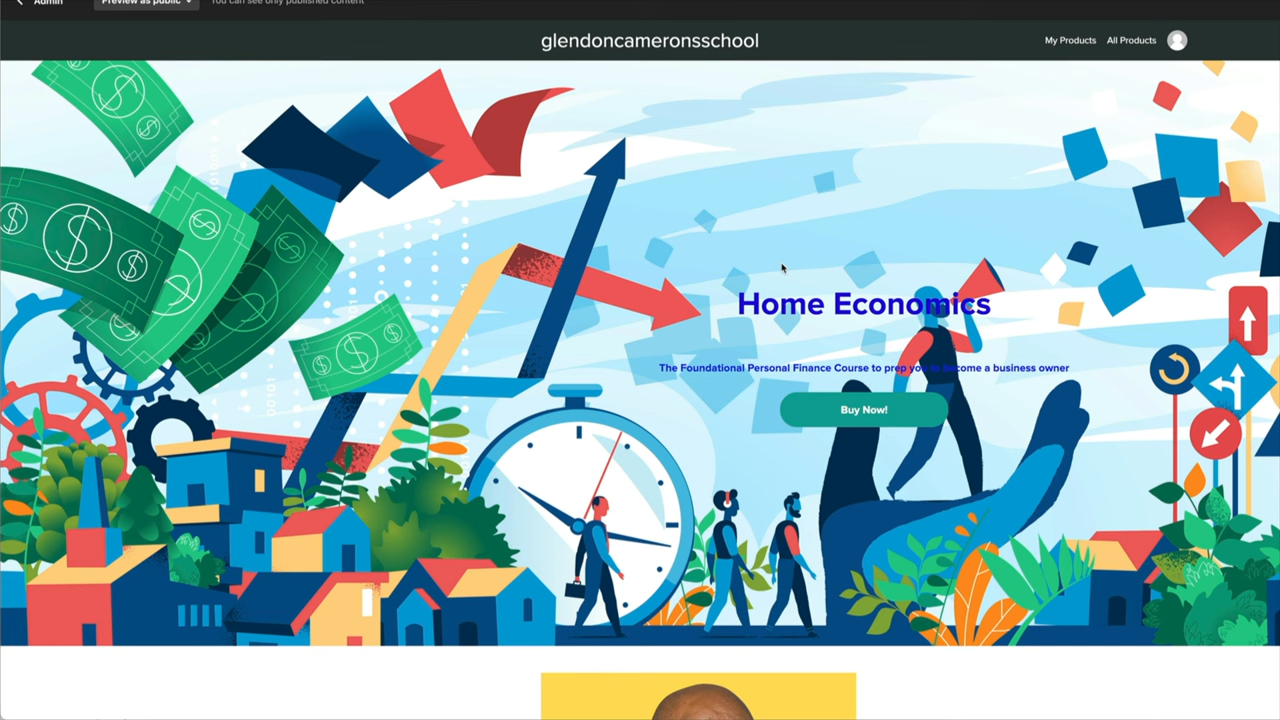 Admin
Preview as public
You can see only published content
glendoncameronsschool
My Products
All Products
Home Economics
The Foundational Personal Finance Course to prep you to become a business owner
Buy Now!